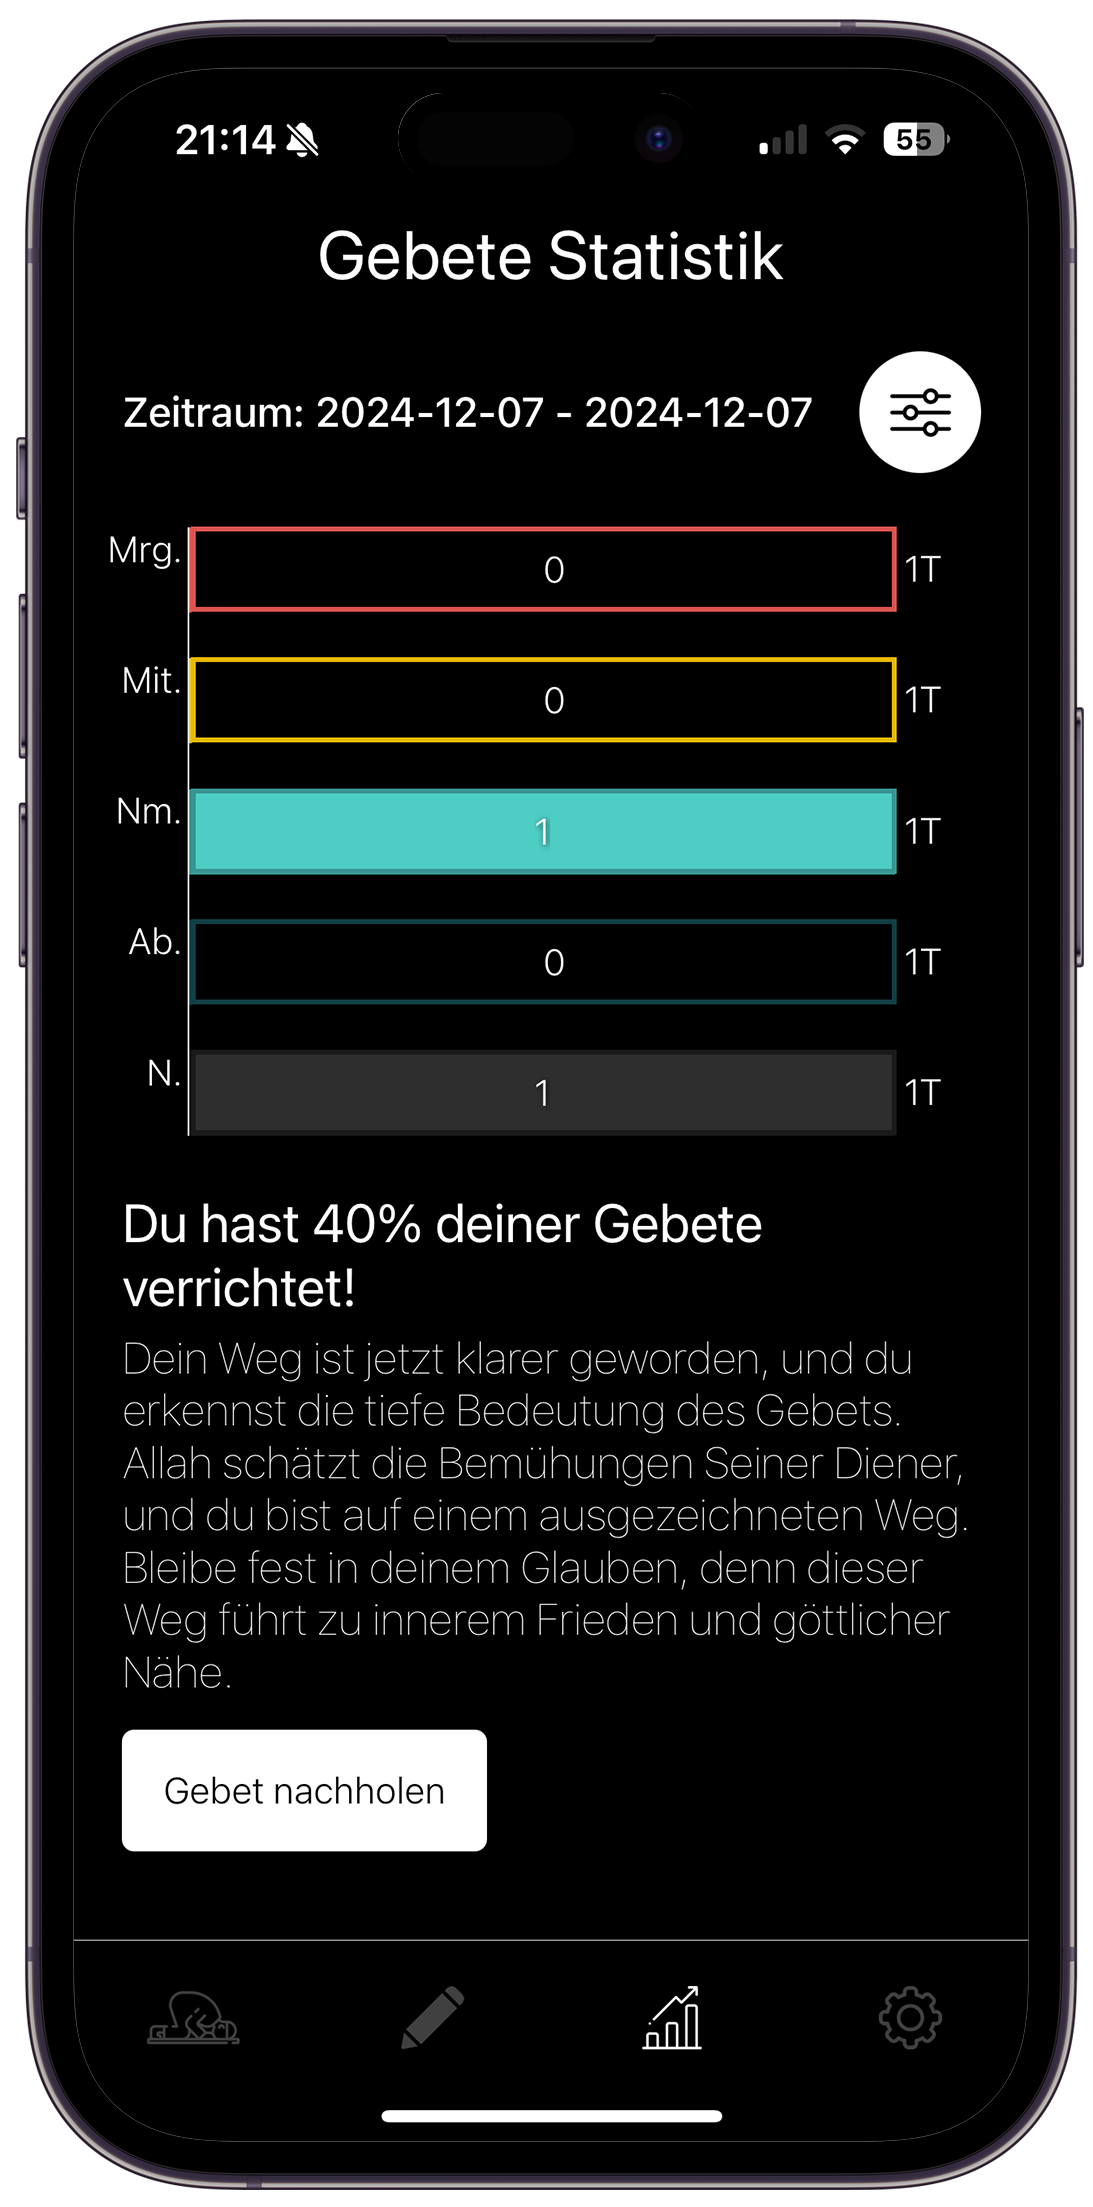 21:14
55
Gebete Statistik
Zeitraum: 2024-12-07 - 2024-12-07
Mrg. 0 1T
Mit. 0 1T
Nm. 1 1T
Ab. 0 1T
N. 1 1T
Du hast 40% deiner Gebete
verrichtet!
Dein Weg ist jetzt klarer geworden, und du
erkennst die tiefe Bedeutung des Gebets.
Allah schätzt die Bemühungen Seiner Diener,
und du bist auf einem ausgezeichneten Weg.
Bleibe fest in deinem Glauben, denn dieser
Weg führt zu innerem Frieden und göttlicher
Nähe.
Gebet nachholen